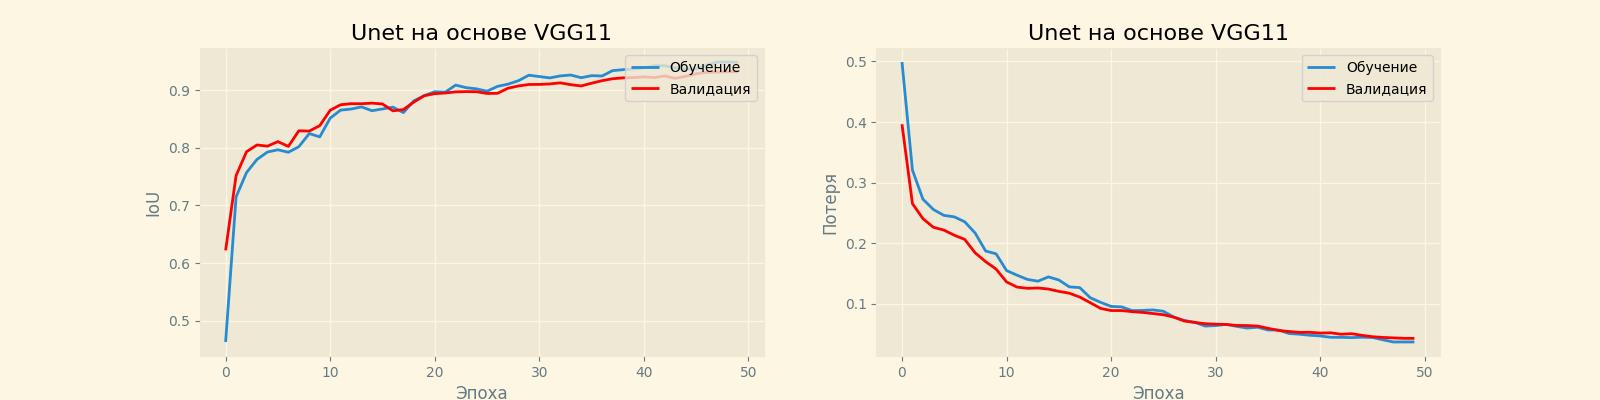 Unet на основе VGG11
IoU
0.9
0.8
0.7
0.6
0.5
0 10 20 30 40 50
Эпоха
Обучение
Валидация
Unet на основе VGG11
Потеря
0.5
0.4
0.3
0.2
0.1
0 10 20 30 40 50
Эпоха
Обучение
Валидация